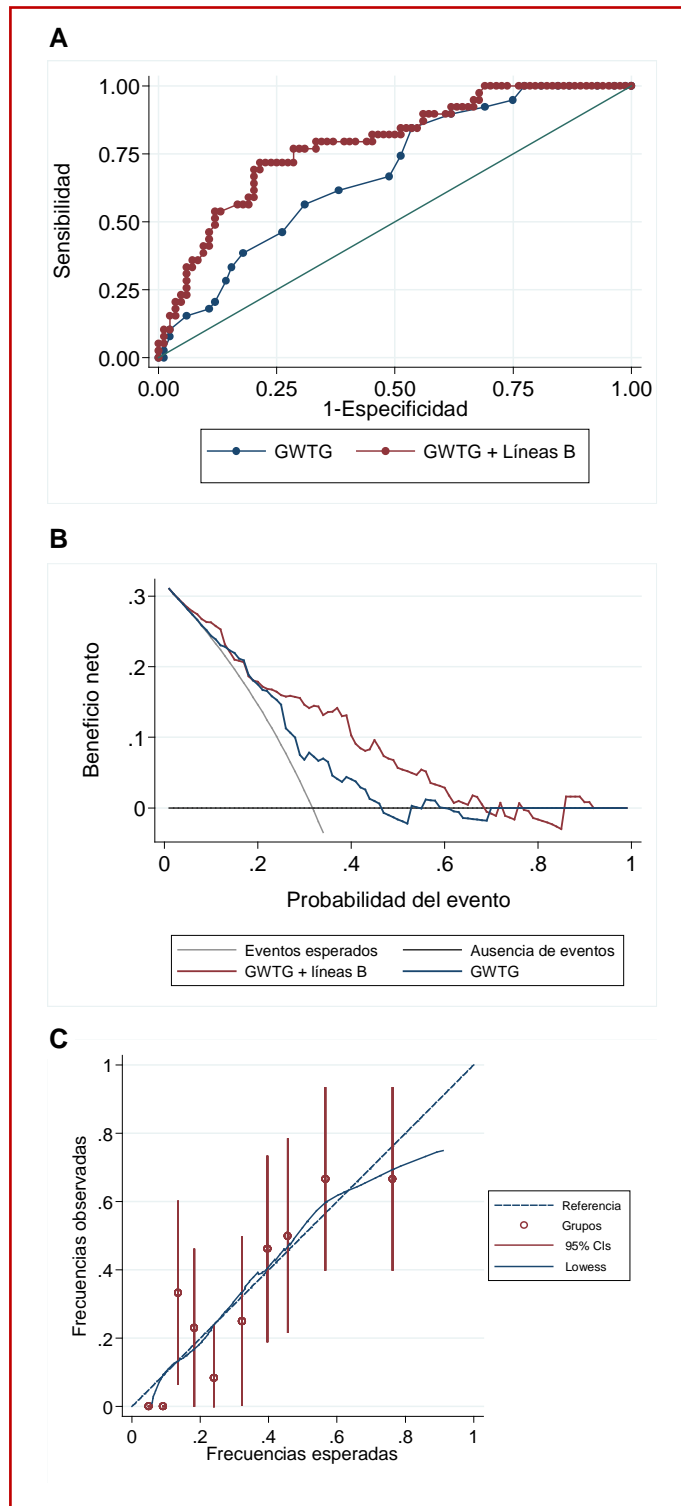 A
Sensibilidad
1.00
0.75
0.50
0.25
0.00
0.00 0.25 0.50 0.75 1.00
1-Especificidad
GWTG GWTG + Líneas B
B
Beneficio neto
.3
.2
.1
0
0 .2 .4 .6 .8 1
Probabilidad del evento
Eventos esperados Ausencia de eventos
GWTG + líneas B GWTG
C
Frecuencias observadas
1
.8
.6
.4
.2
0
0 .2 .4 .6 .8 1
Frecuencias esperadas
Referencia
Grupos
95% CIs
Lowess